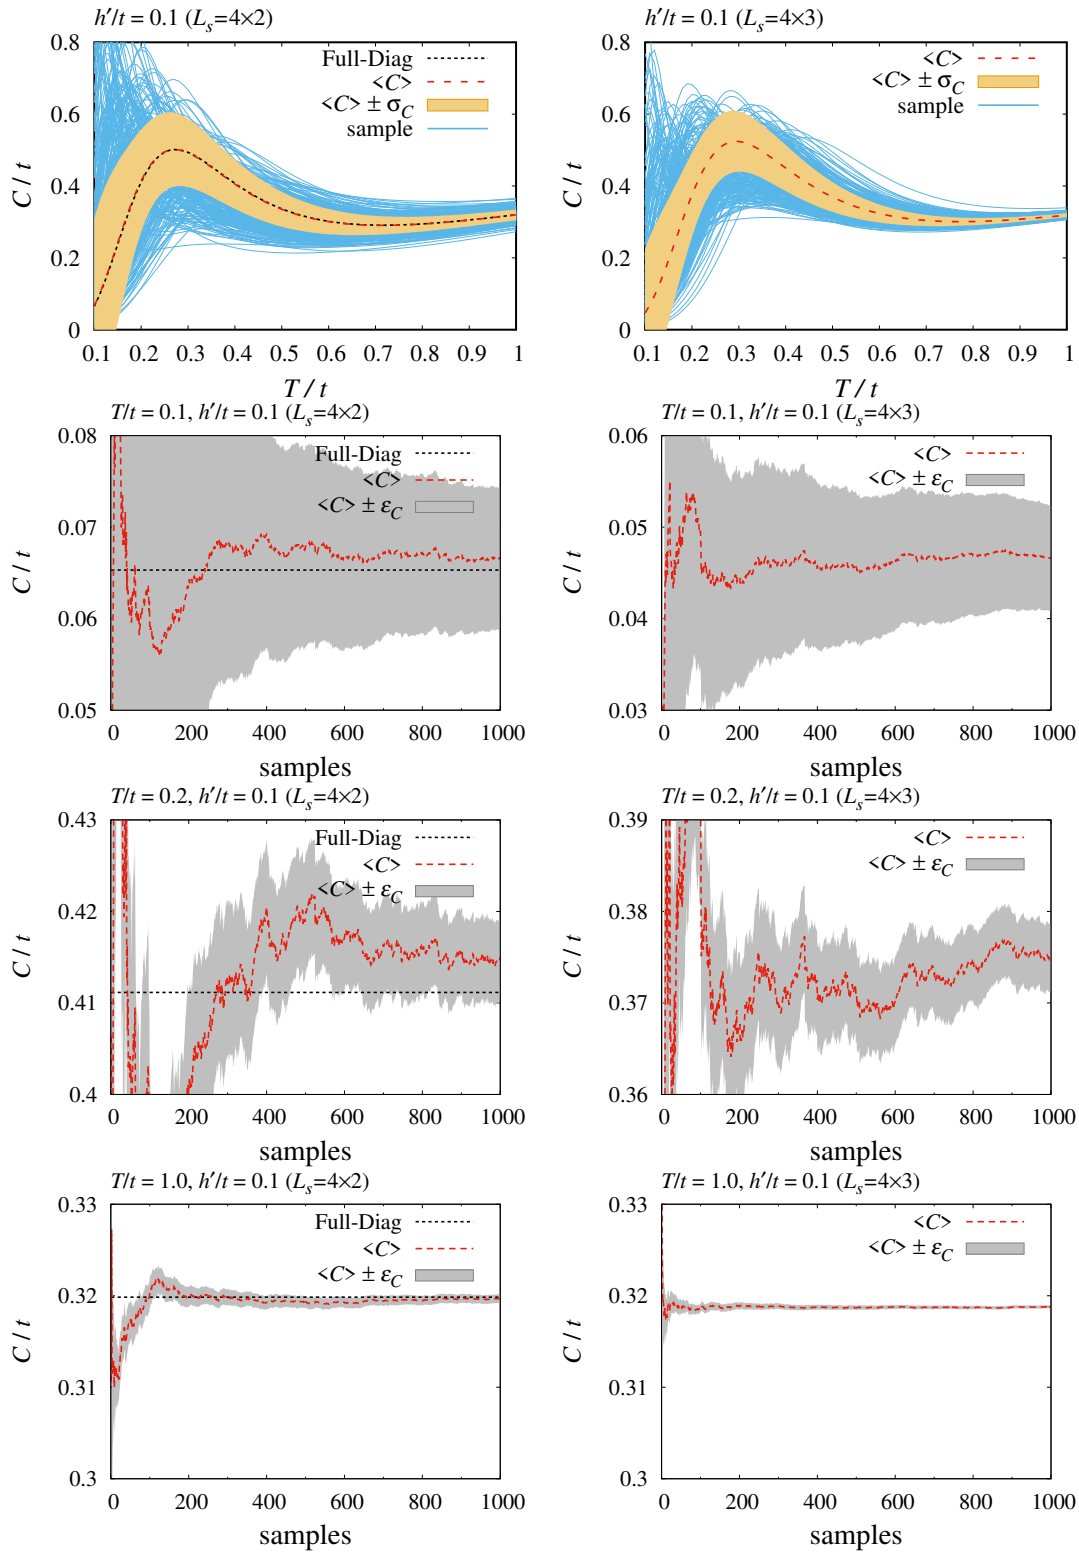 h′/t = 0.1 (Ls=4×2)
0.8
0.6
0.4
0.2
0
C / t
Full-Diag
<C>
<C> ± σC
sample
0.1 0.2 0.3 0.4 0.5 0.6 0.7 0.8 0.9 1
T / t
h′/t = 0.1 (Ls=4×3)
0.8
0.6
0.4
0.2
0
C / t
<C>
<C> ± σC
sample
0.1 0.2 0.3 0.4 0.5 0.6 0.7 0.8 0.9 1
T / t
T/t = 0.1, h′/t = 0.1 (Ls=4×2)
0.08
0.07
0.06
0.05
C / t
Full-Diag
<C>
<C> ± εC
0 200 400 600 800 1000
samples
T/t = 0.1, h′/t = 0.1 (Ls=4×3)
0.06
0.05
0.04
0.03
C / t
<C>
<C> ± εC
0 200 400 600 800 1000
samples
T/t = 0.2, h′/t = 0.1 (Ls=4×2)
0.43
0.42
0.41
0.4
C / t
Full-Diag
<C>
<C> ± εC
0 200 400 600 800 1000
samples
T/t = 0.2, h′/t = 0.1 (Ls=4×3)
0.39
0.38
0.37
0.36
C / t
<C>
<C> ± εC
0 200 400 600 800 1000
samples
T/t = 1.0, h′/t = 0.1 (Ls=4×2)
0.33
0.32
0.31
0.3
C / t
Full-Diag
<C>
<C> ± εC
0 200 400 600 800 1000
samples
T/t = 1.0, h′/t = 0.1 (Ls=4×3)
0.33
0.32
0.31
0.3
C / t
<C>
<C> ± εC
0 200 400 600 800 1000
samples